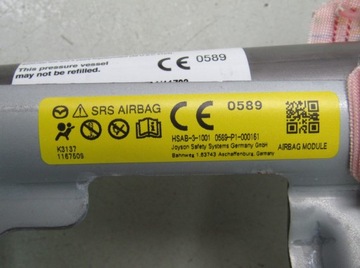 This pressure vessel
may not be refilled.
CE 0589
SRS AIRBAG
CE 0589
HSAB-3-1001 0589-P1-000161
Joyson Safety Systems Germany GmbH
Bahnweg 1,63743 Aschaffenburg, Germany
K3137
1167509
AIRBAG MODULE